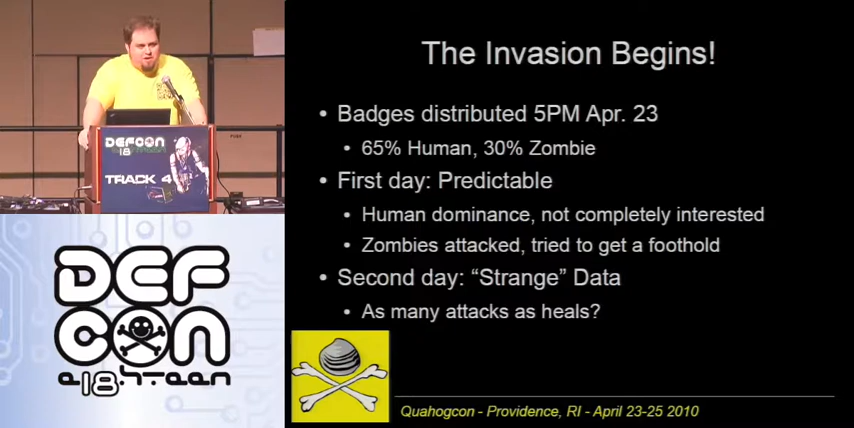 The Invasion Begins!
• Badges distributed 5PM Apr. 23
• 65% Human, 30% Zombie
• First day: Predictable
• Human dominance, not completely interested
• Zombies attacked, tried to get a foothold
• Second day: “Strange” Data
• As many attacks as heals?
Quahogcon - Providence, RI - April 23-25 2010
DEFCON
18
TRACK 4
DEF
CON
e18hteen